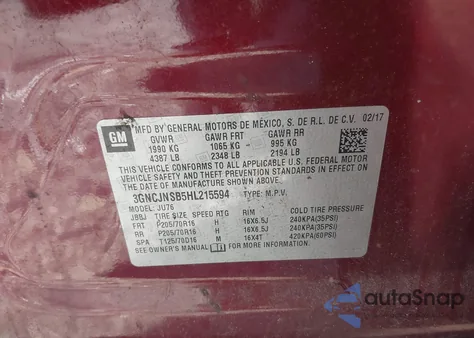 GM
MFD BY GENERAL MOTORS DE MÉXICO, S. DE R.L. DE C.V. 02/17
GVWR GAWR FRT GAWR RR
1990 KG 1065 KG 995 KG
4387 LB 2348 LB 2194 LB
THIS VEHICLE CONFORMS TO ALL APPLICABLE U.S. FEDERAL MOTOR
VEHICLE SAFETY, BUMPER, AND THEFT PREVENTION STANDARDS IN
EFFECT ON THE DATE OF MANUFACTURE SHOWN ABOVE.
3GNCJNSB5HL215594 TYPE: M.P.V.
MODEL: JU76
JBBJ TIRE SIZE SPEED RTG RIM COLD TIRE PRESSURE
FRT P205/70R16 H 16X6.5J 240KPA(35PSI)
RR P205/70R16 H 16X6.5J 240KPA(35PSI)
SPA T125/70D16 M 16X4T 420KPA(60PSI)
SEE OWNER'S MANUAL FOR MORE INFORMATION
autoSnap